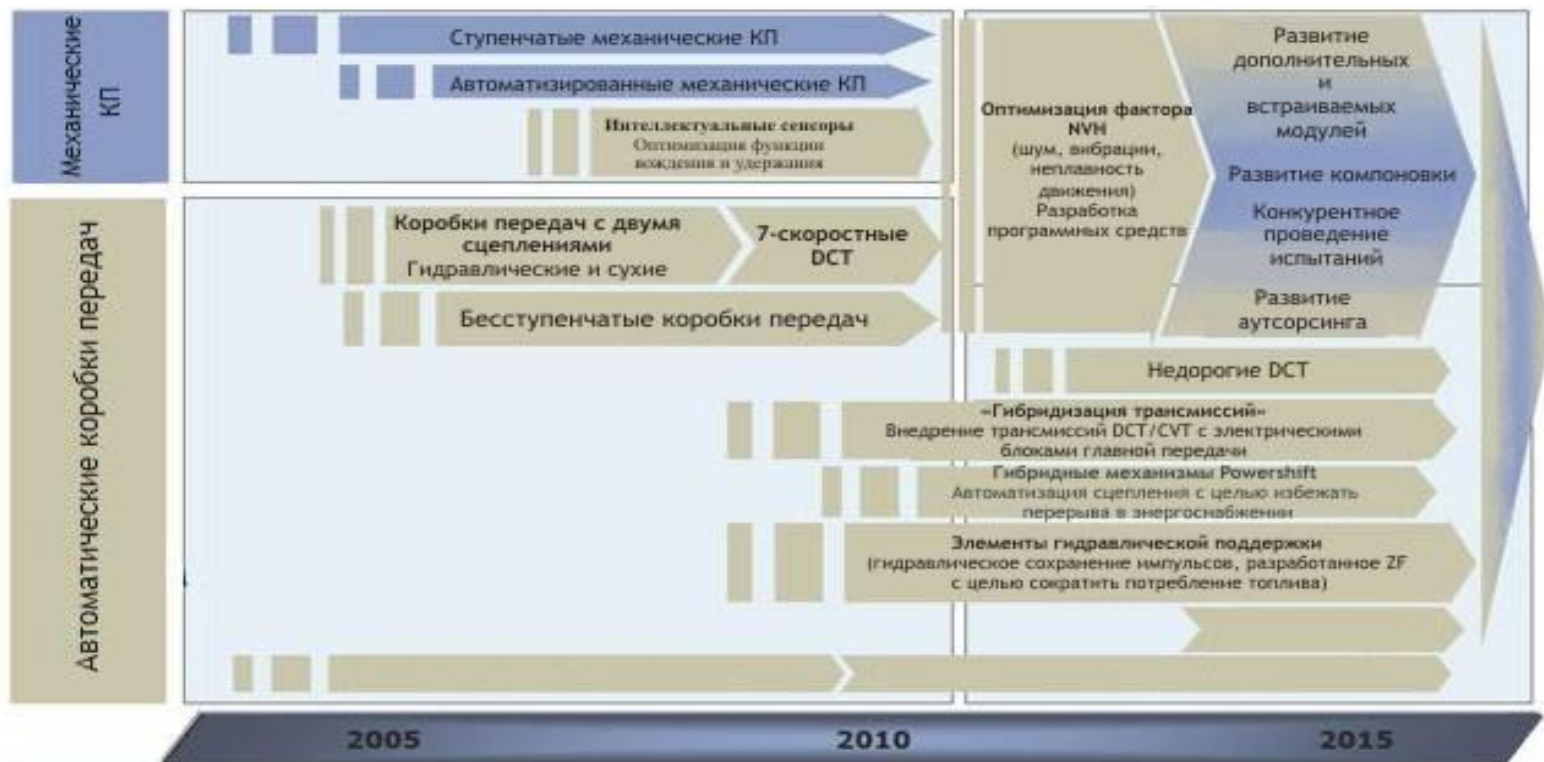 Механические
КП
Ступенчатые механические КП
Автоматизированные механические КП
Интеллектуальные сенсоры
Оптимизация функции
вождения и удержания
Оптимизация фактора
NVH
(шум, вибрации,
неплавность
движения)
Разработка
программных средств
Развитие
дополнительных
и
встраиваемых
модулей
Развитие компоновки
Конкурентное
проведение
испытаний
Развитие
аутсорсинга
Автоматические коробки передач
Коробки передач с двумя
сцеплениями
Гидравлические и сухие
7-скоростные
DCT
Бесступенчатые коробки передач
Недорогие DCT
«Гибридизация трансмиссий»
Внедрение трансмиссий DCT/CVT с электрическими
блоками главной передачи
Гибридные механизмы Powershift
Автоматизация сцепления с целью избежать
перерыва в энергоснабжении
Элементы гидравлической поддержки
(гидравлическое сохранение импульсов, разработанное ZF
с целью сократить потребление топлива)
2005
2010
2015